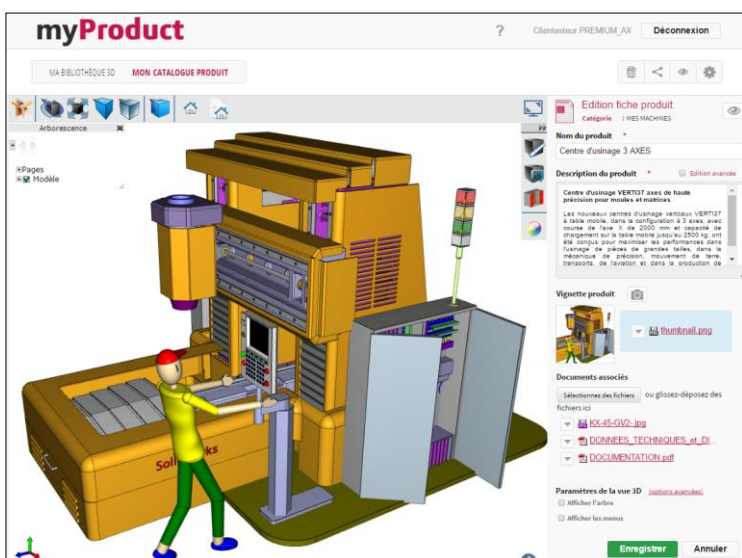 myProduct
?
Clientesteur PREMIUM_AX
Déconnexion
MA BIBLIOTHÈQUE 3D
MON CATALOGUE PRODUIT
Arborescence
Pages
Modèle
Edition fiche produit
Catégorie : MES MACHINES
Nom du produit *
Centre d'usinage 3 AXES
Description du produit *
Edition avancée
Centre d'usinage VERTI37 axes de haute
précision pour moules et matrices
Les nouveaux centres d'usinage verticaux VERTI37
à table mobile, dans la configuration à 3 axes, avec
course de l'axe X de 2000 mm et capacité de
chargement sur la table mobile jusqu'au 2500 kg, ont
été conçus pour maximiser les performances dans
l'usinage de pièces de grandes tailles, dans la
mécanique de précision, mouvement de terre,
transports, de l'aviation et dans la production de
Vignette produit
thumbnail.png
Documents associés
Sélectionnez des fichiers
ou glissez-déposez des
fichiers ici
KX-45-GV2-.jpg
DONNEES_TECHNIQUES_et_DI...
DOCUMENTATION.pdf
Paramètres de la vue 3D (options avancées)
Afficher l'arbre
Afficher les menus
Enregistrer
Annuler